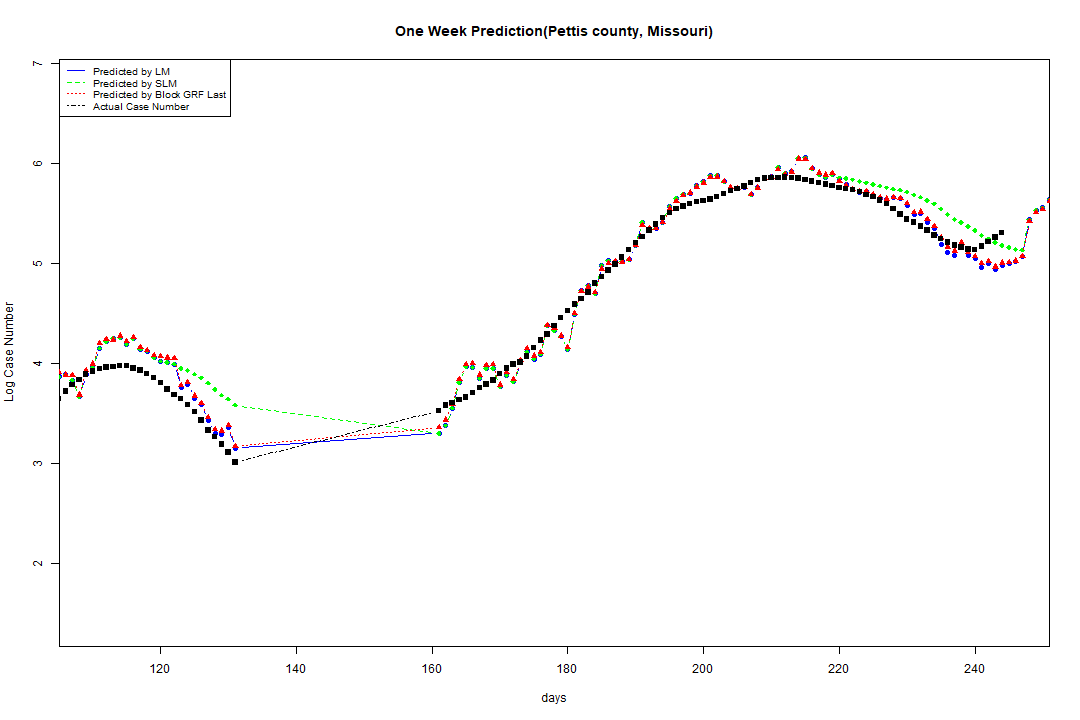 One Week Prediction(Pettis county, Missouri)
Predicted by LM
Predicted by SLM
Predicted by Block GRF Last
Actual Case Number
Log Case Number
7
6
5
4
3
2
120 140 160 180 200 220 240
days